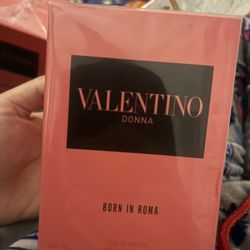 VALENTINO
DONNA
BORN IN ROMA
EAU DE PARFUM